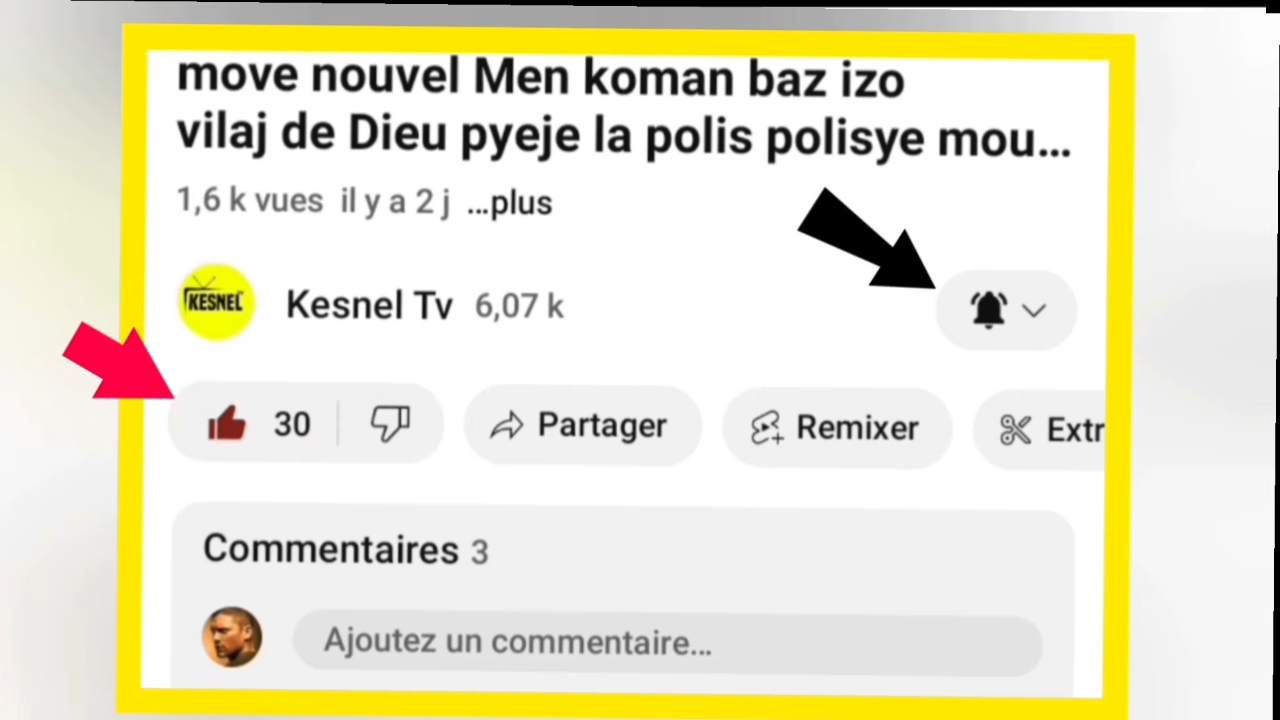 move nouvel Men koman baz izo
vilaj de Dieu pyeje la polis polisye mou...
1,6 k vues il y a 2 j ...plus
KESNEL
Kesnel Tv 6,07 k
30 Partager Remixer Extr
Commentaires 3
Ajoutez un commentaire...